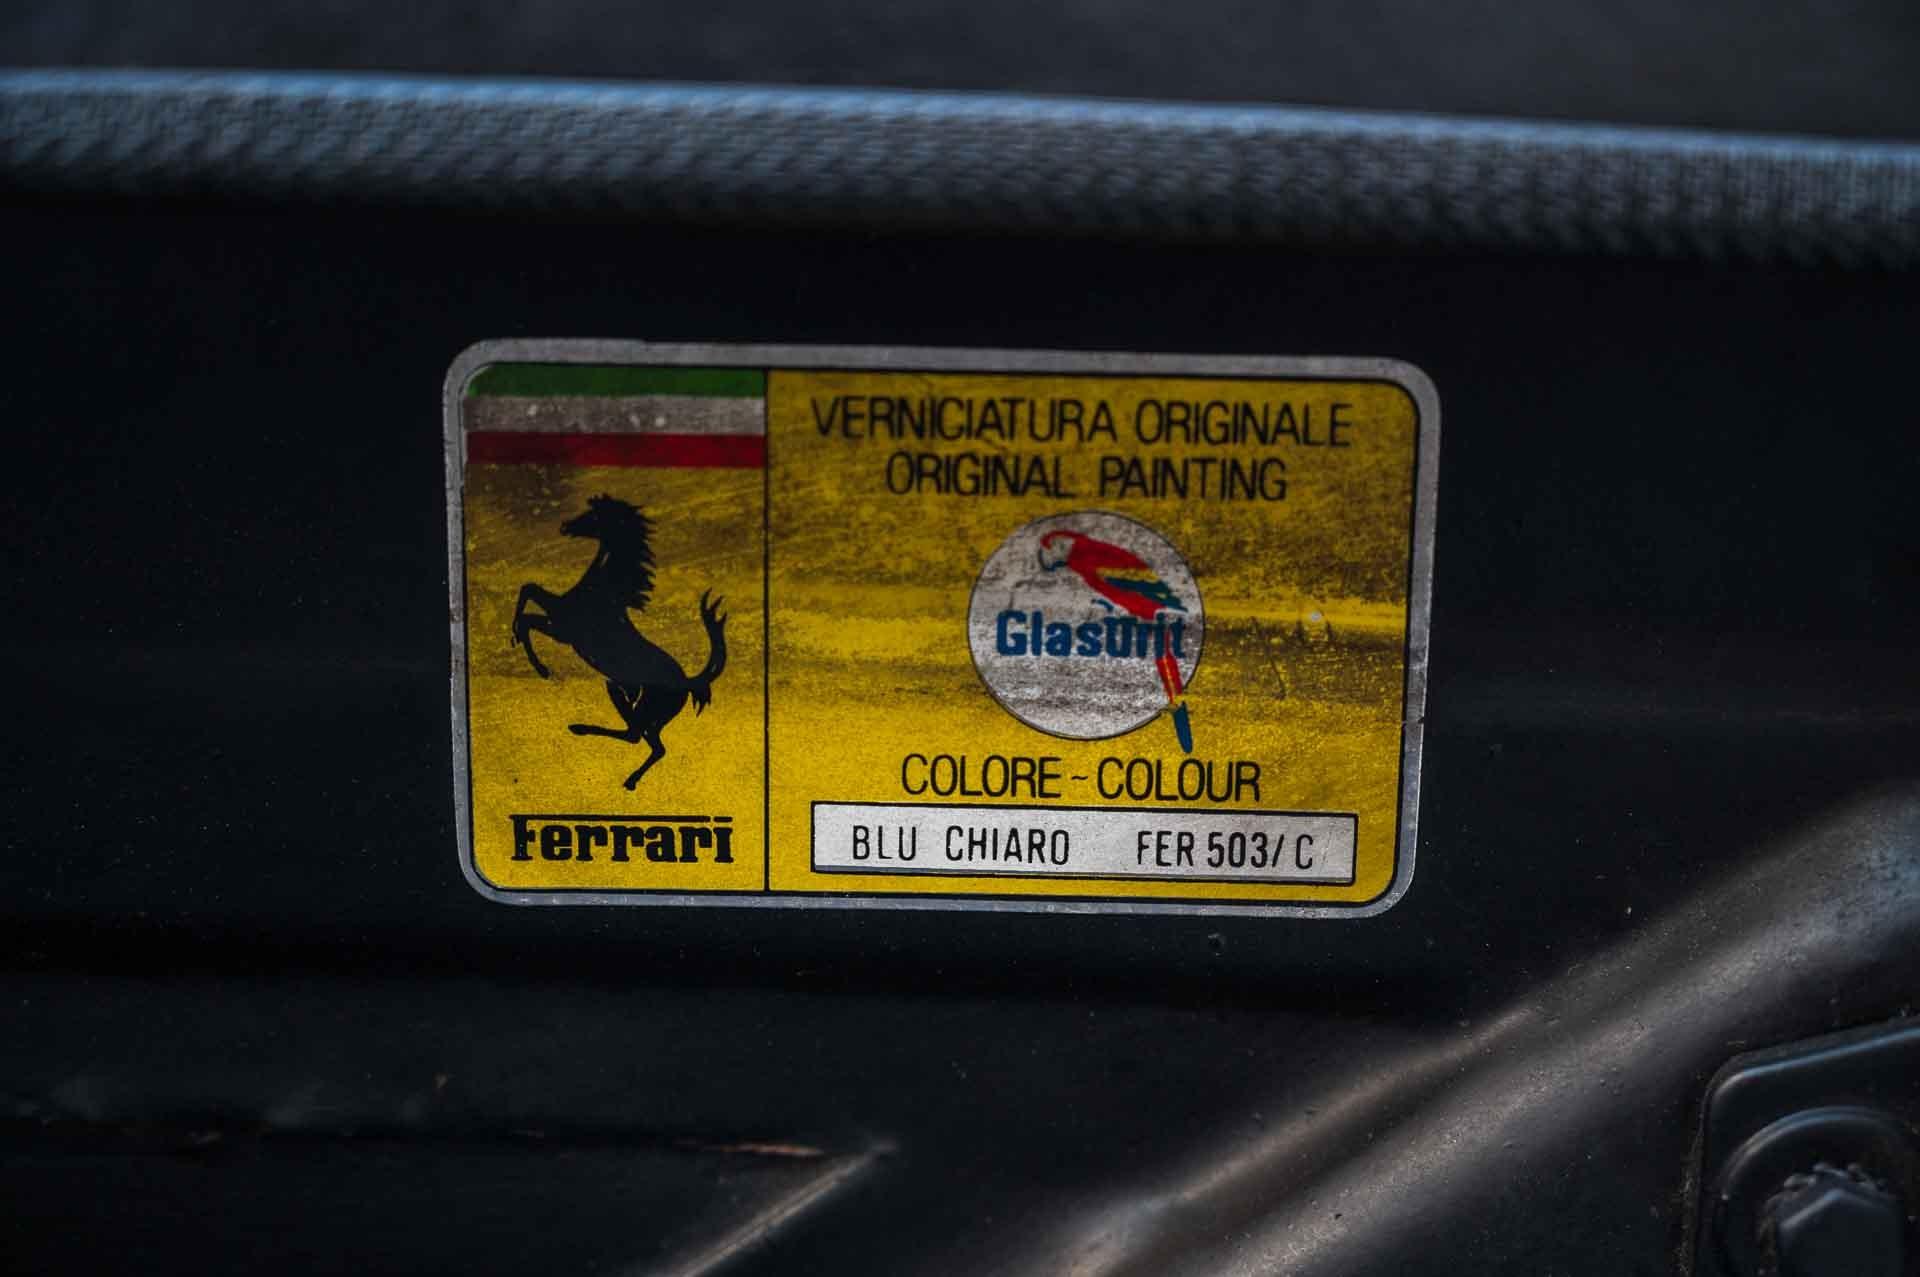 VERNICIATURA ORIGINALE
ORIGINAL PAINTING
Glasurit
COLORE ~ COLOUR
BLU CHIARO FER 503/C
Ferrari